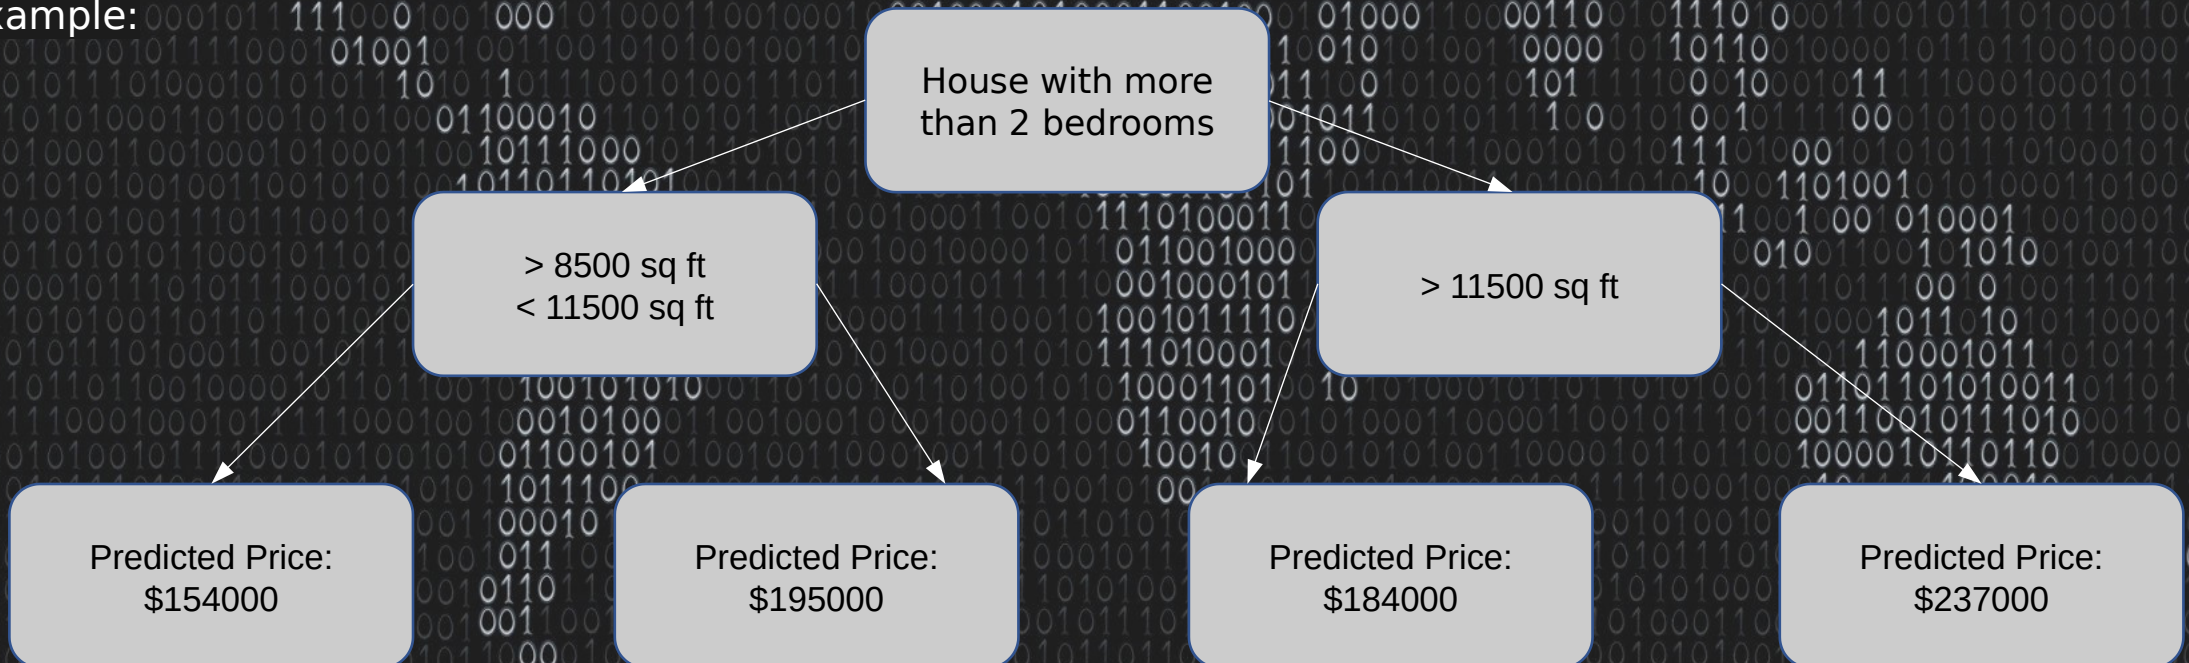 xample:
House with more
than 2 bedrooms
> 8500 sq ft
< 11500 sq ft
> 11500 sq ft
Predicted Price:
$154000
Predicted Price:
$195000
Predicted Price:
$184000
Predicted Price:
$237000